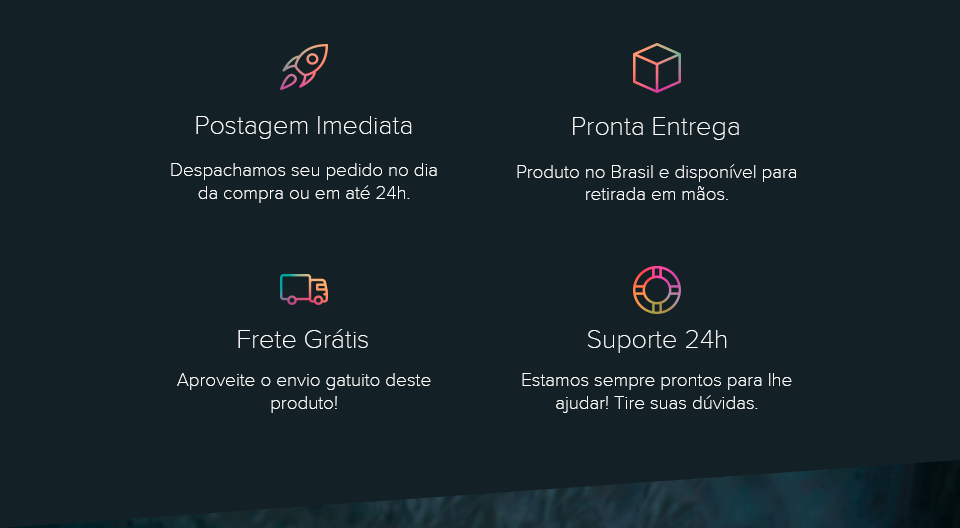 Postagem Imediata
Despachamos seu pedido no dia
da compra ou em até 24h.
Pronta Entrega
Produto no Brasil e disponível para
retirada em mãos.
Frete Grátis
Aproveite o envio gatuito deste
produto!
Suporte 24h
Estamos sempre prontos para lhe
ajudar! Tire suas dúvidas.